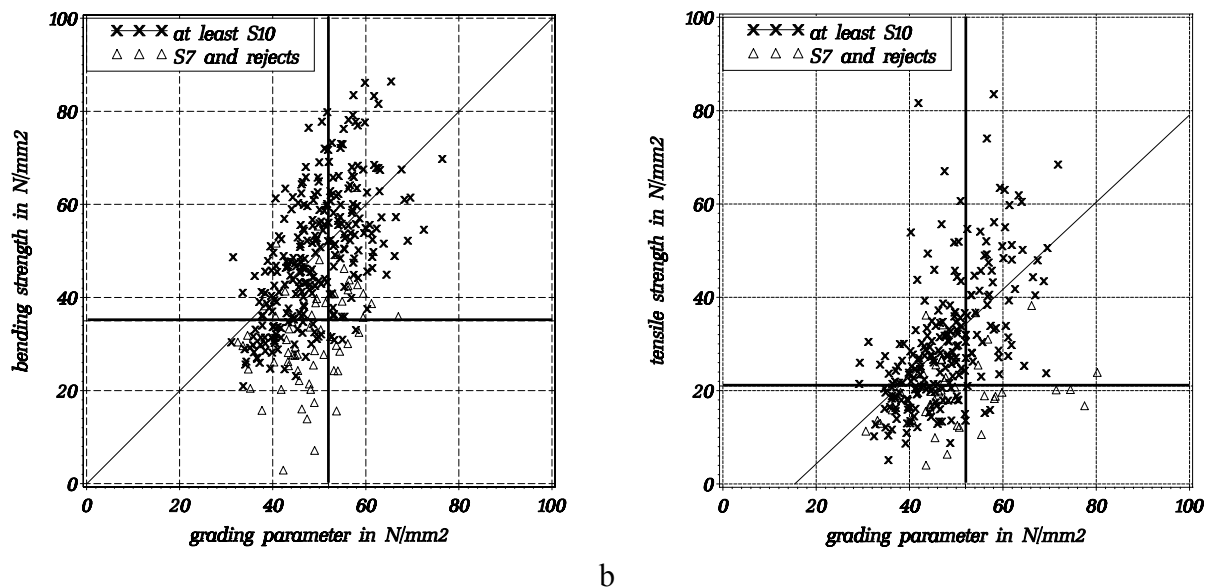 100
80
60
40
20
0
bending strength in N/mm2
at least S10
S7 and rejects
0 20 40 60 80 100
grading parameter in N/mm2
100
80
60
40
20
0
tensile strength in N/mm2
at least S10
S7 and rejects
0 20 40 60 80 100
grading parameter in N/mm2
b